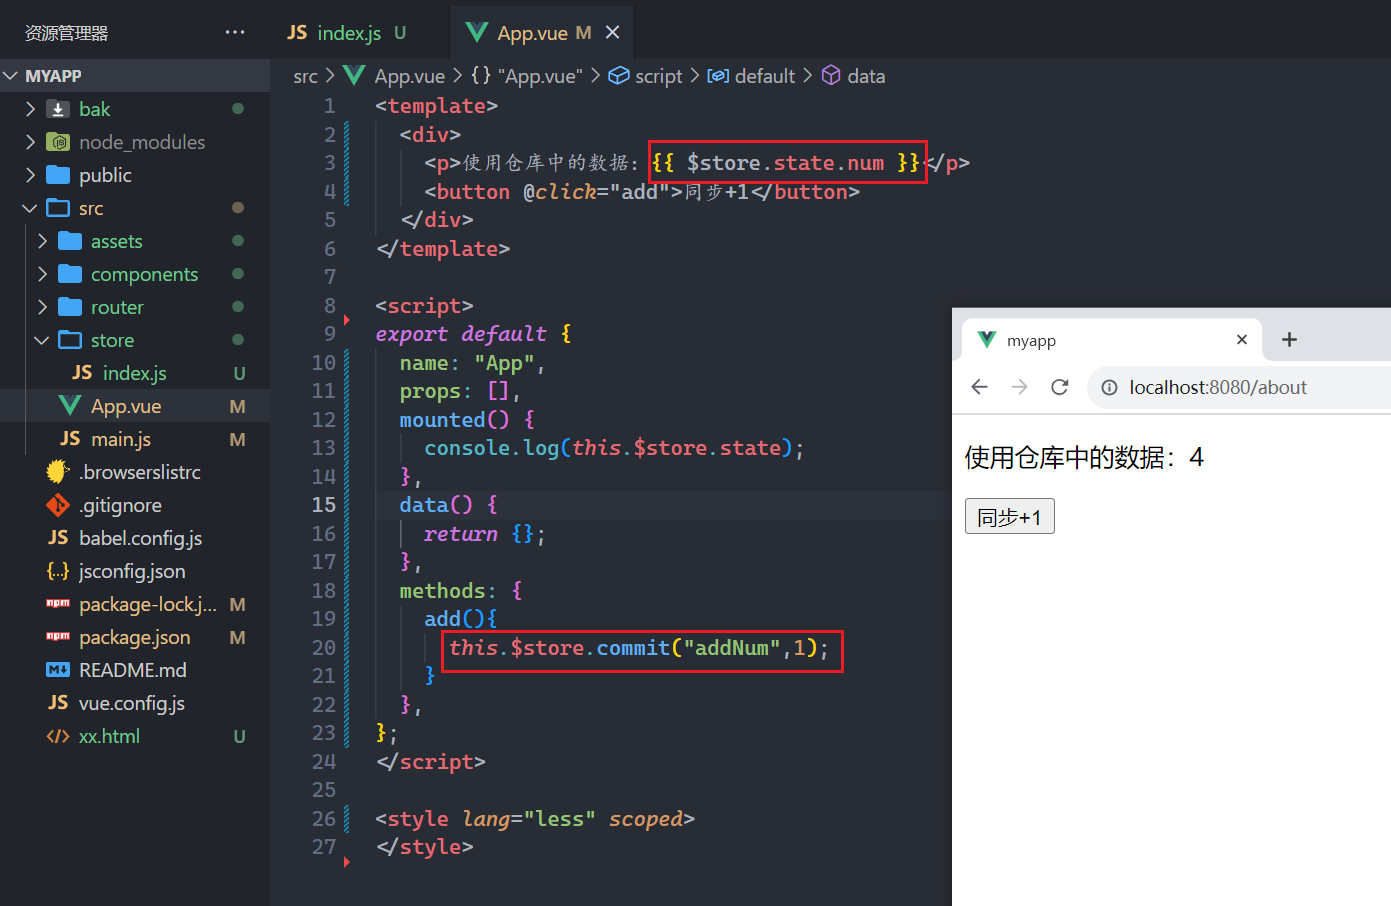 资源管理器 ···
MYAPP
bak
node_modules
public
src
assets
components
router
store
JS index.js U
App.vue M
JS main.js M
.browserslistrc
.gitignore
JS babel.config.js
{..} jsconfig.json
npm package-lock.j... M
npm package.json M
M README.md
JS vue.config.js
</> xx.html U
JS index.js U
App.vue M ×
src > App.vue > {} "App.vue" > script > default > data
1 <template>
2 <div>
3 <p>使用仓库中的数据: {{ $store.state.num }}</p>
4 <button @click="add">同步+1</button>
5 </div>
6 </template>
7
8 <script>
9 export default {
10 name: "App",
11 props: [],
12 mounted() {
13 console.log(this.$store.state);
14 },
15 data() {
16 return {};
17 },
18 methods: {
19 add(){
20 this.$store.commit("addNum",1);
21 }
22 },
23 };
24 </script>
25
26 <style lang="less" scoped>
27 </style>
myapp × +
localhost:8080/about
使用仓库中的数据：4
同步+1